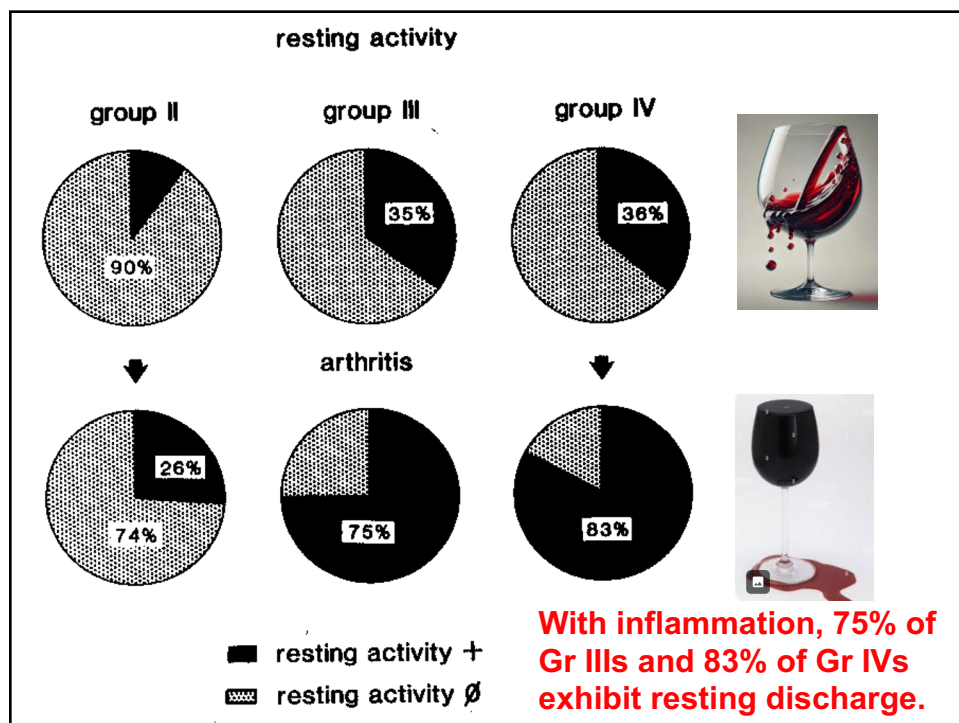 resting activity
group II
group III
group IV
35%
36%
90%
arthritis
26%
74%
75%
83%
resting activity +
resting activity Ø
With inflammation, 75% of
Gr IIIs and 83% of Gr IVs
exhibit resting discharge.